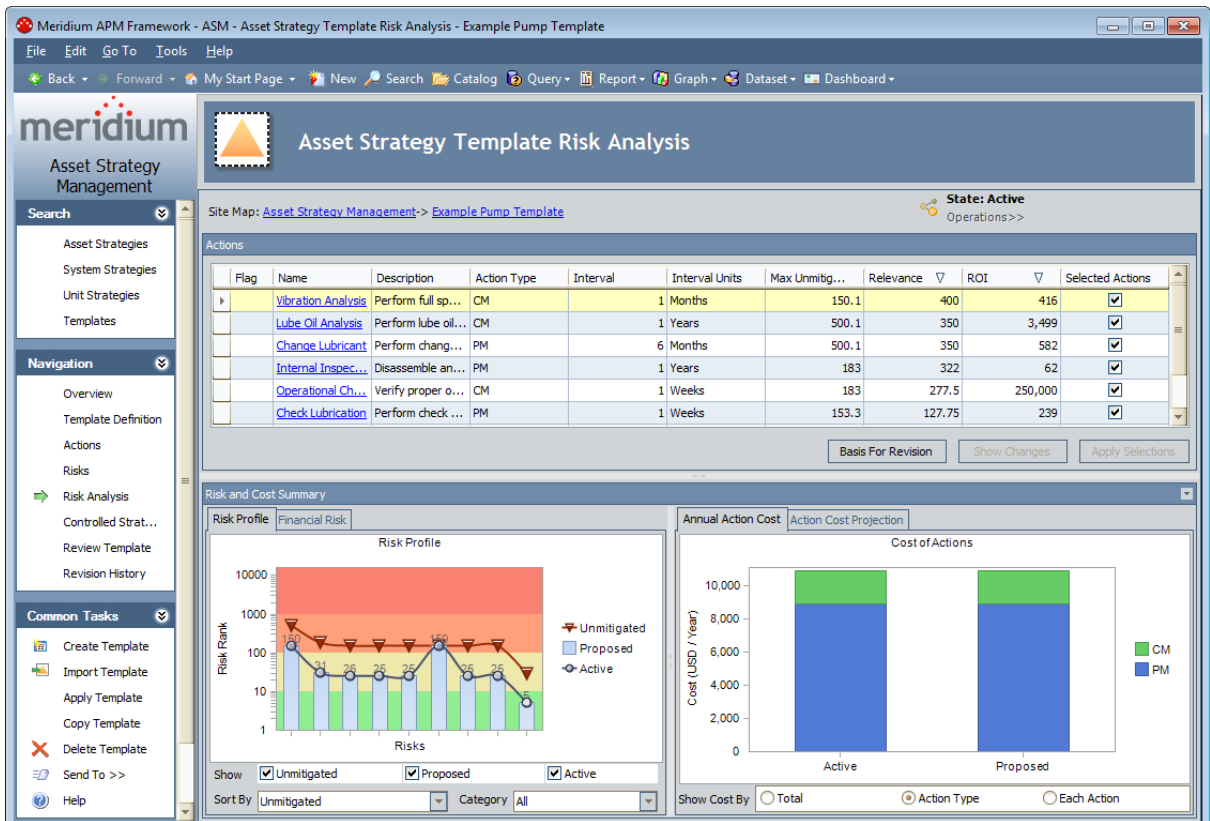 Meridium APM Framework - ASM - Asset Strategy Template Risk Analysis - Example Pump Template
File Edit Go To Tools Help
Back Forward My Start Page New Search Catalog Query Report Graph Dataset Dashboard
meridium
Asset Strategy
Management
Search
Asset Strategies
System Strategies
Unit Strategies
Templates
Navigation
Overview
Template Definition
Actions
Risks
Risk Analysis
Controlled Strat...
Review Template
Revision History
Common Tasks
Create Template
Import Template
Apply Template
Copy Template
Delete Template
Send To >>
Help
Asset Strategy Template Risk Analysis
Site Map: Asset Strategy Management-> Example Pump Template
State: Active
Operations>>
Actions
Flag Name Description Action Type Interval Interval Units Max Unmitig... Relevance ROI Selected Actions
Vibration Analysis Perform full sp... CM 1 Months 150.1 400 416
Lube Oil Analysis Perform lube oil... CM 1 Years 500.1 350 3,499
Change Lubricant Perform chang... PM 6 Months 500.1 350 582
Internal Inspec... Disassemble an... PM 1 Years 183 322 62
Operational Ch... Verify proper o... CM 1 Weeks 183 277.5 250,000
Check Lubrication Perform check ... PM 1 Weeks 153.3 127.75 239
Basis For Revision Show Changes Apply Selections
Risk and Cost Summary
Risk Profile Financial Risk
Risk Profile
Risk Rank
10000
1000
100
10
1
150 31 26 25 25 150 25 25 5
Risks
Unmitigated
Proposed
Active
Show Unmitigated Proposed Active
Sort By Unmitigated Category All
Annual Action Cost Action Cost Projection
Cost of Actions
Cost (USD / Year)
10,000
8,000
6,000
4,000
2,000
0
Active Proposed
CM
PM
Show Cost By Total Action Type Each Action